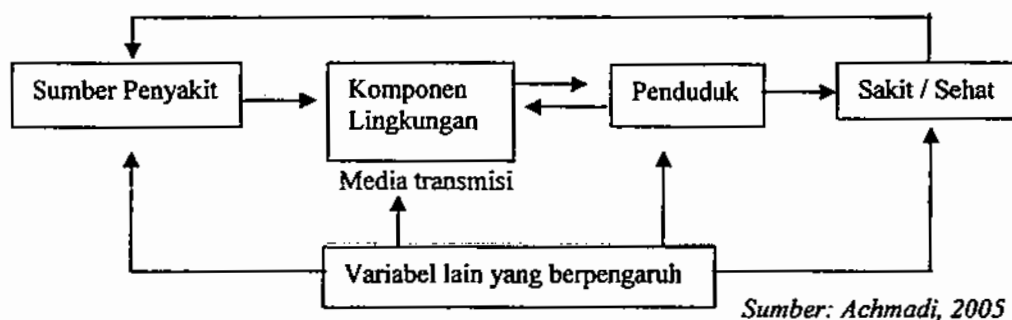 Sumber Penyakit
Komponen
Lingkungan
Penduduk
Sakit / Sehat
Media transmisi
Variabel lain yang berpengaruh
Sumber: Achmadi, 2005